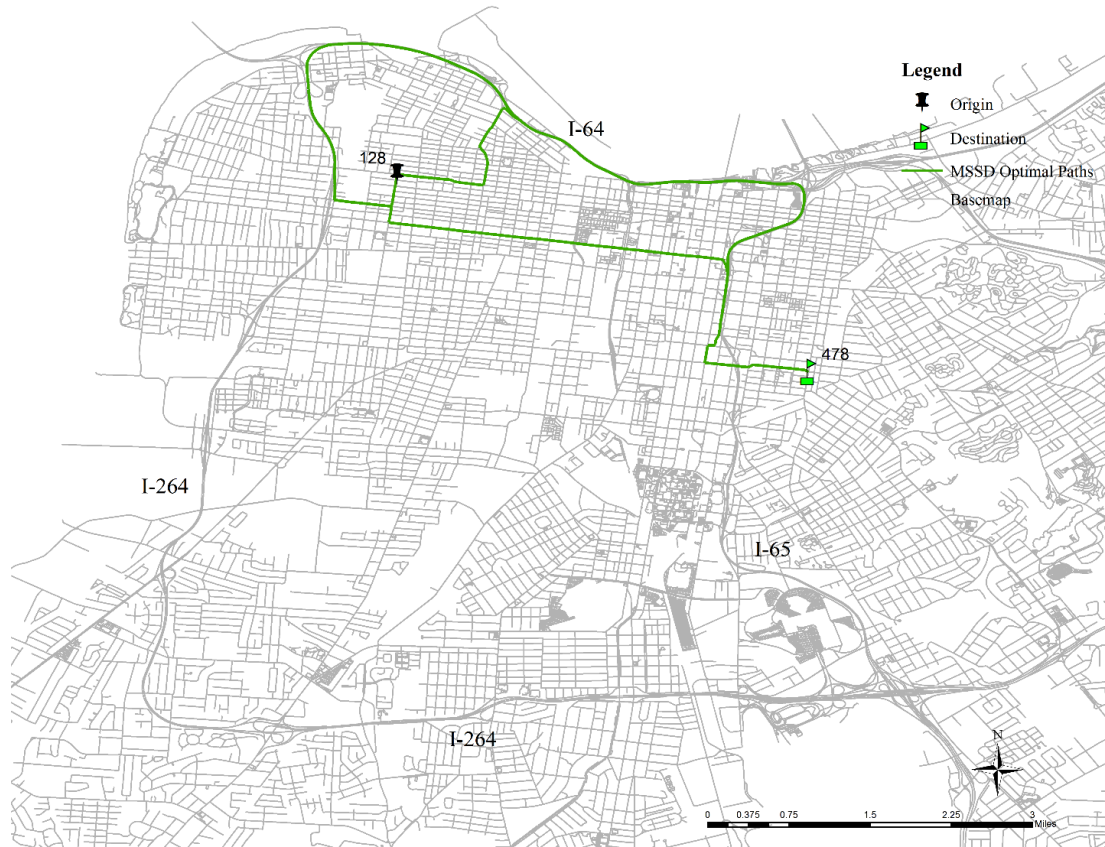 Legend
Origin
Destination
MSSD Optimal Paths
Basemap
I-64
128
478
I-264
I-65
I-264
N
0 0.375 0.75 1.5 2.25 3
Miles